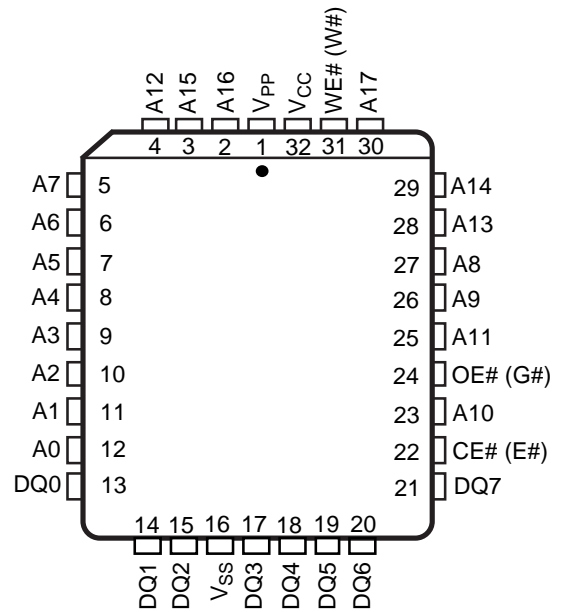 A12 A15 A16 VPP VCC WE# (W#) A17
4 3 2 1 32 31 30
A7 5 29 A14
A6 6 28 A13
A5 7 27 A8
A4 8 26 A9
A3 9 25 A11
A2 10 24 OE# (G#)
A1 11 23 A10
A0 12 22 CE# (E#)
DQ0 13 21 DQ7
14 15 16 17 18 19 20
DQ1 DQ2 VSS DQ3 DQ4 DQ5 DQ6